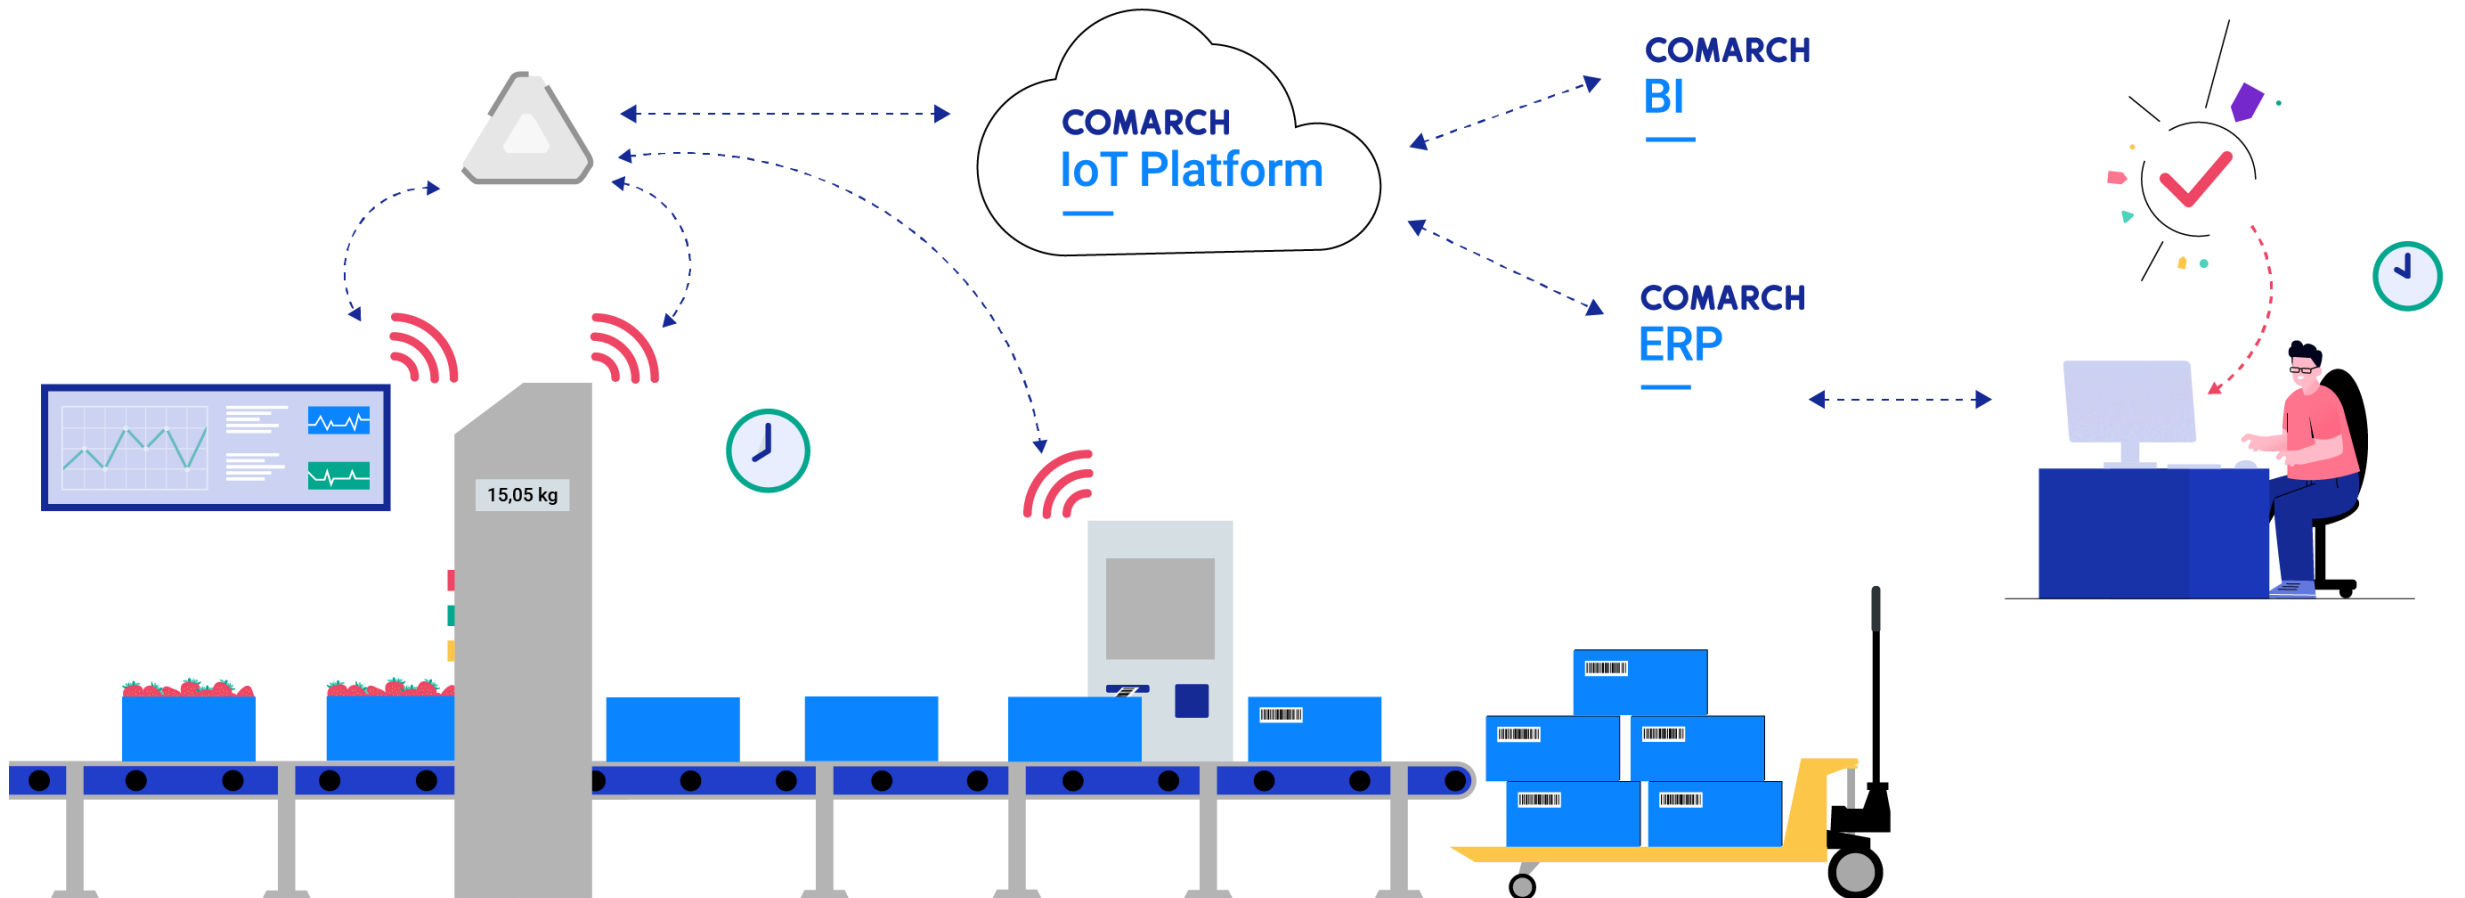 COMARCH
IoT Platform
COMARCH
BI
COMARCH
ERP
15,05 kg